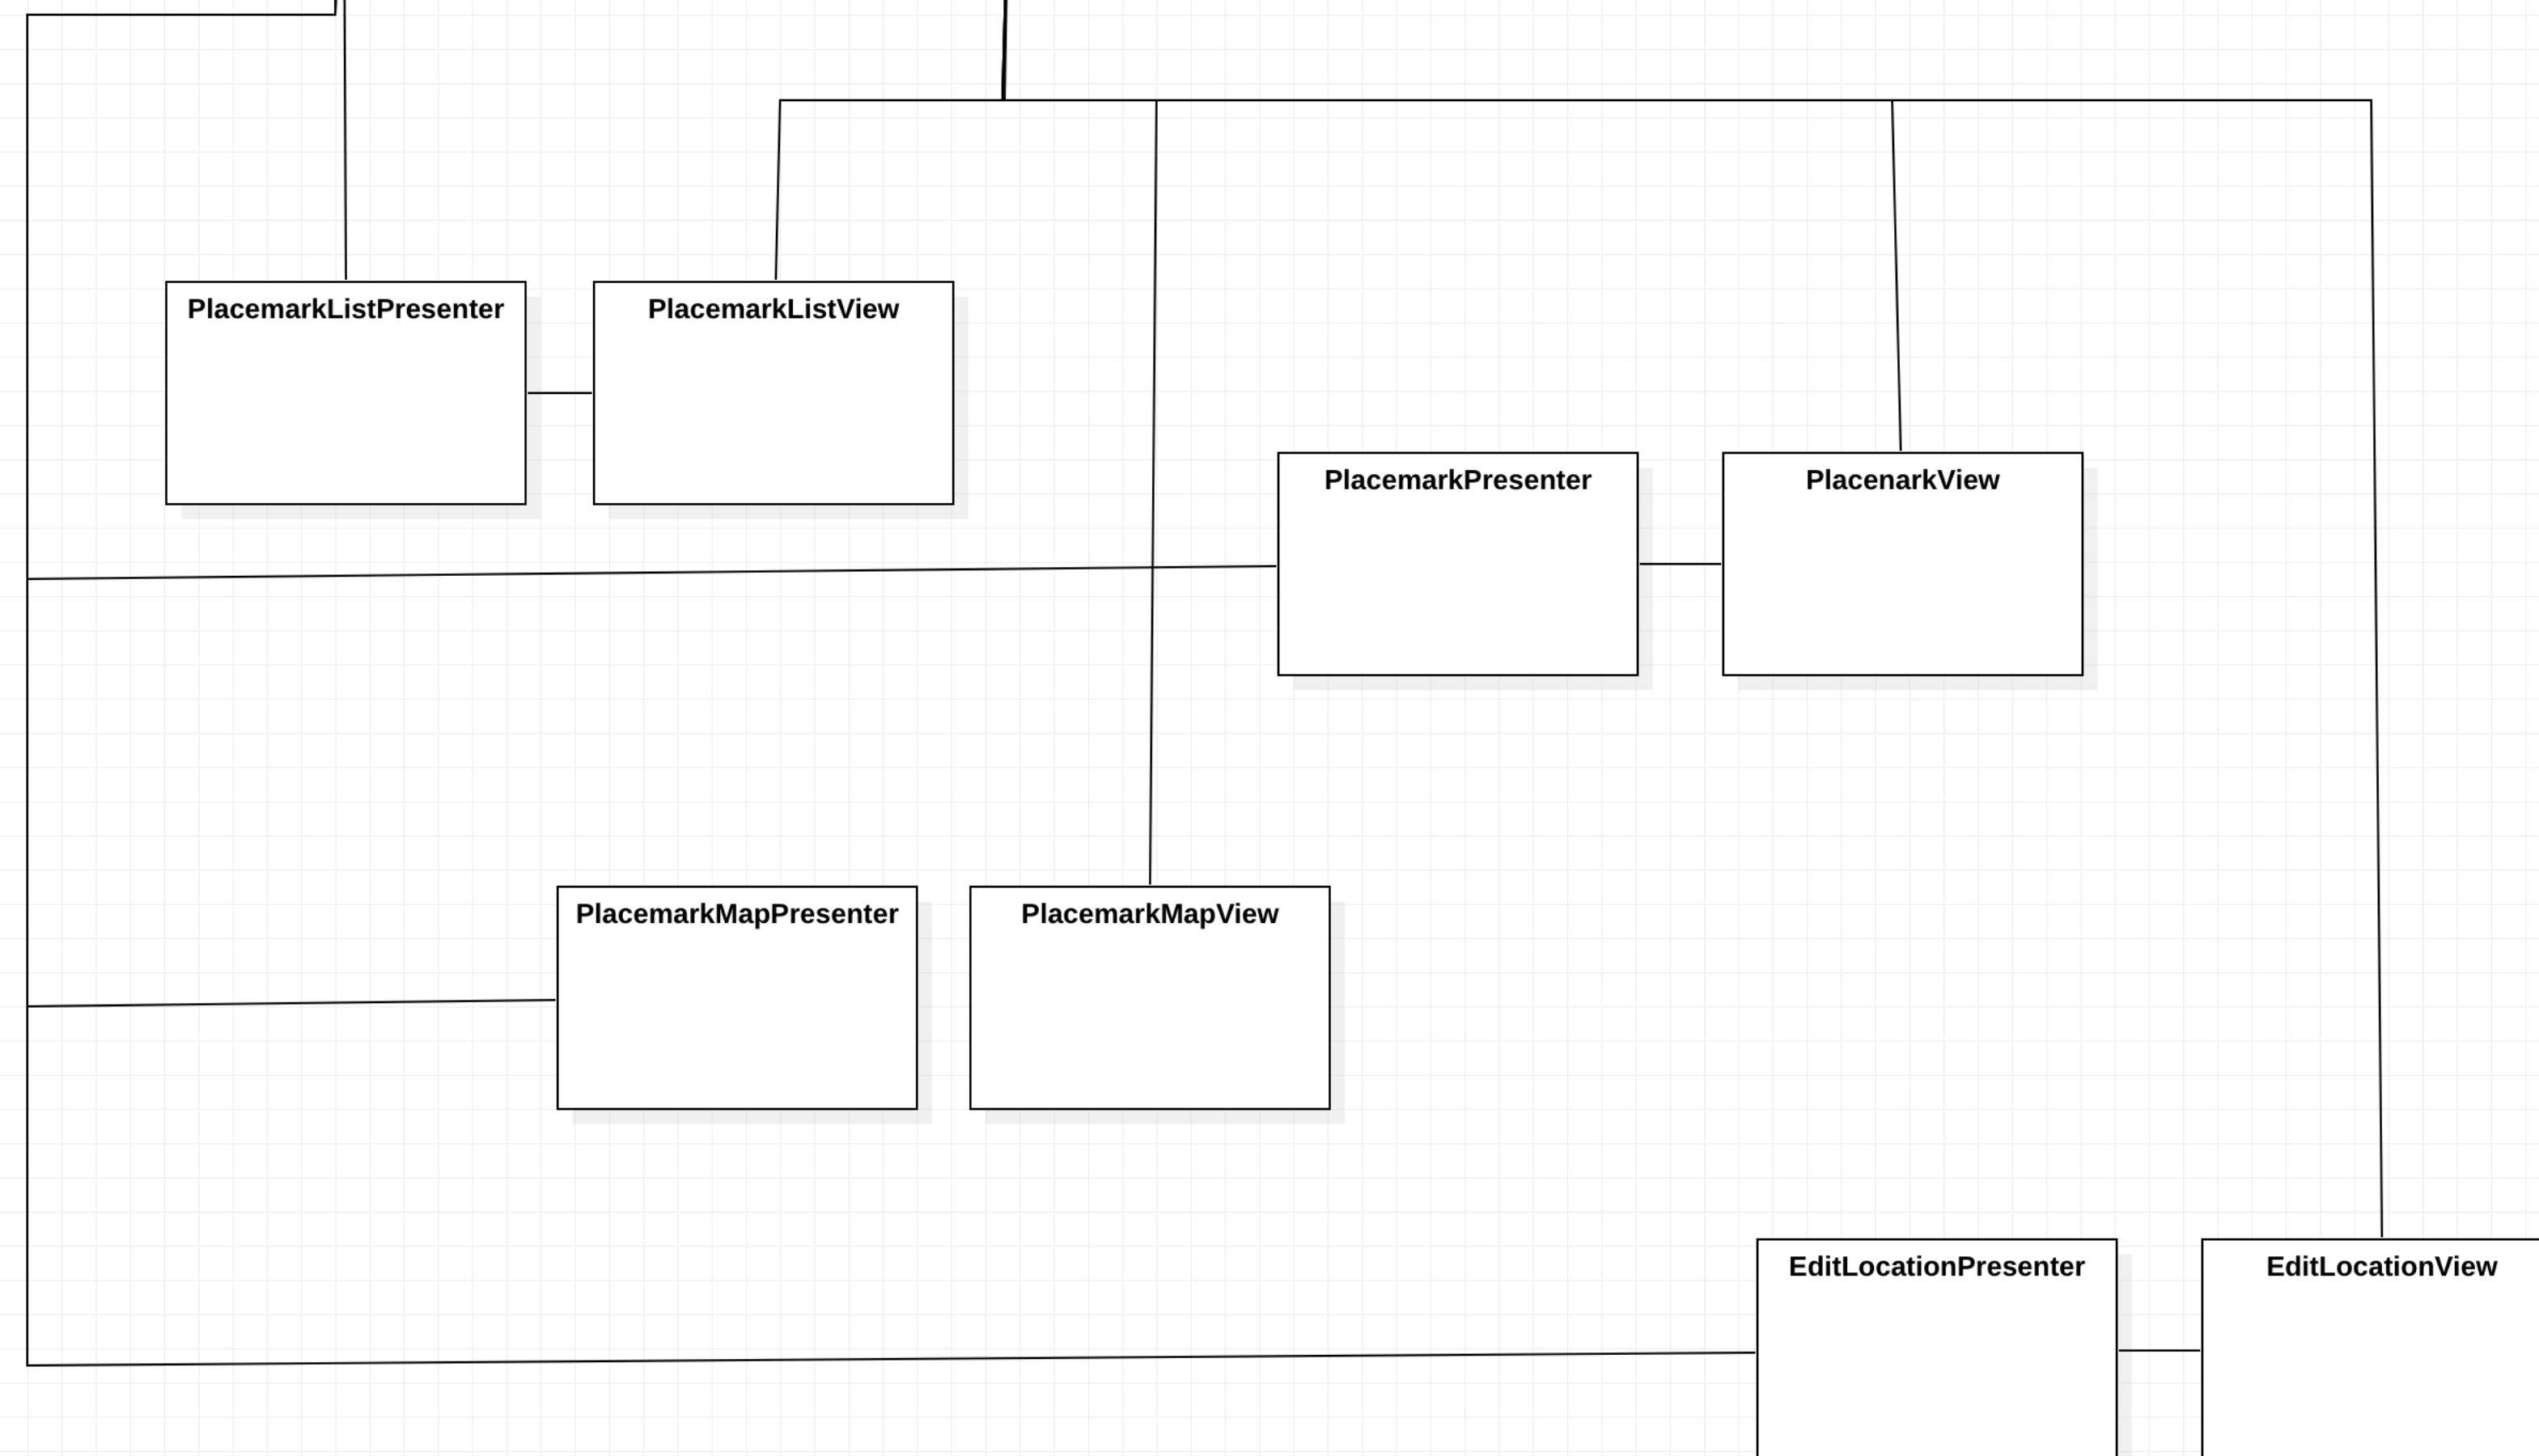 PlacemarkListPresenter
PlacemarkListView
PlacemarkPresenter
PlacenarkView
PlacemarkMapPresenter
PlacemarkMapView
EditLocationPresenter
EditLocationView